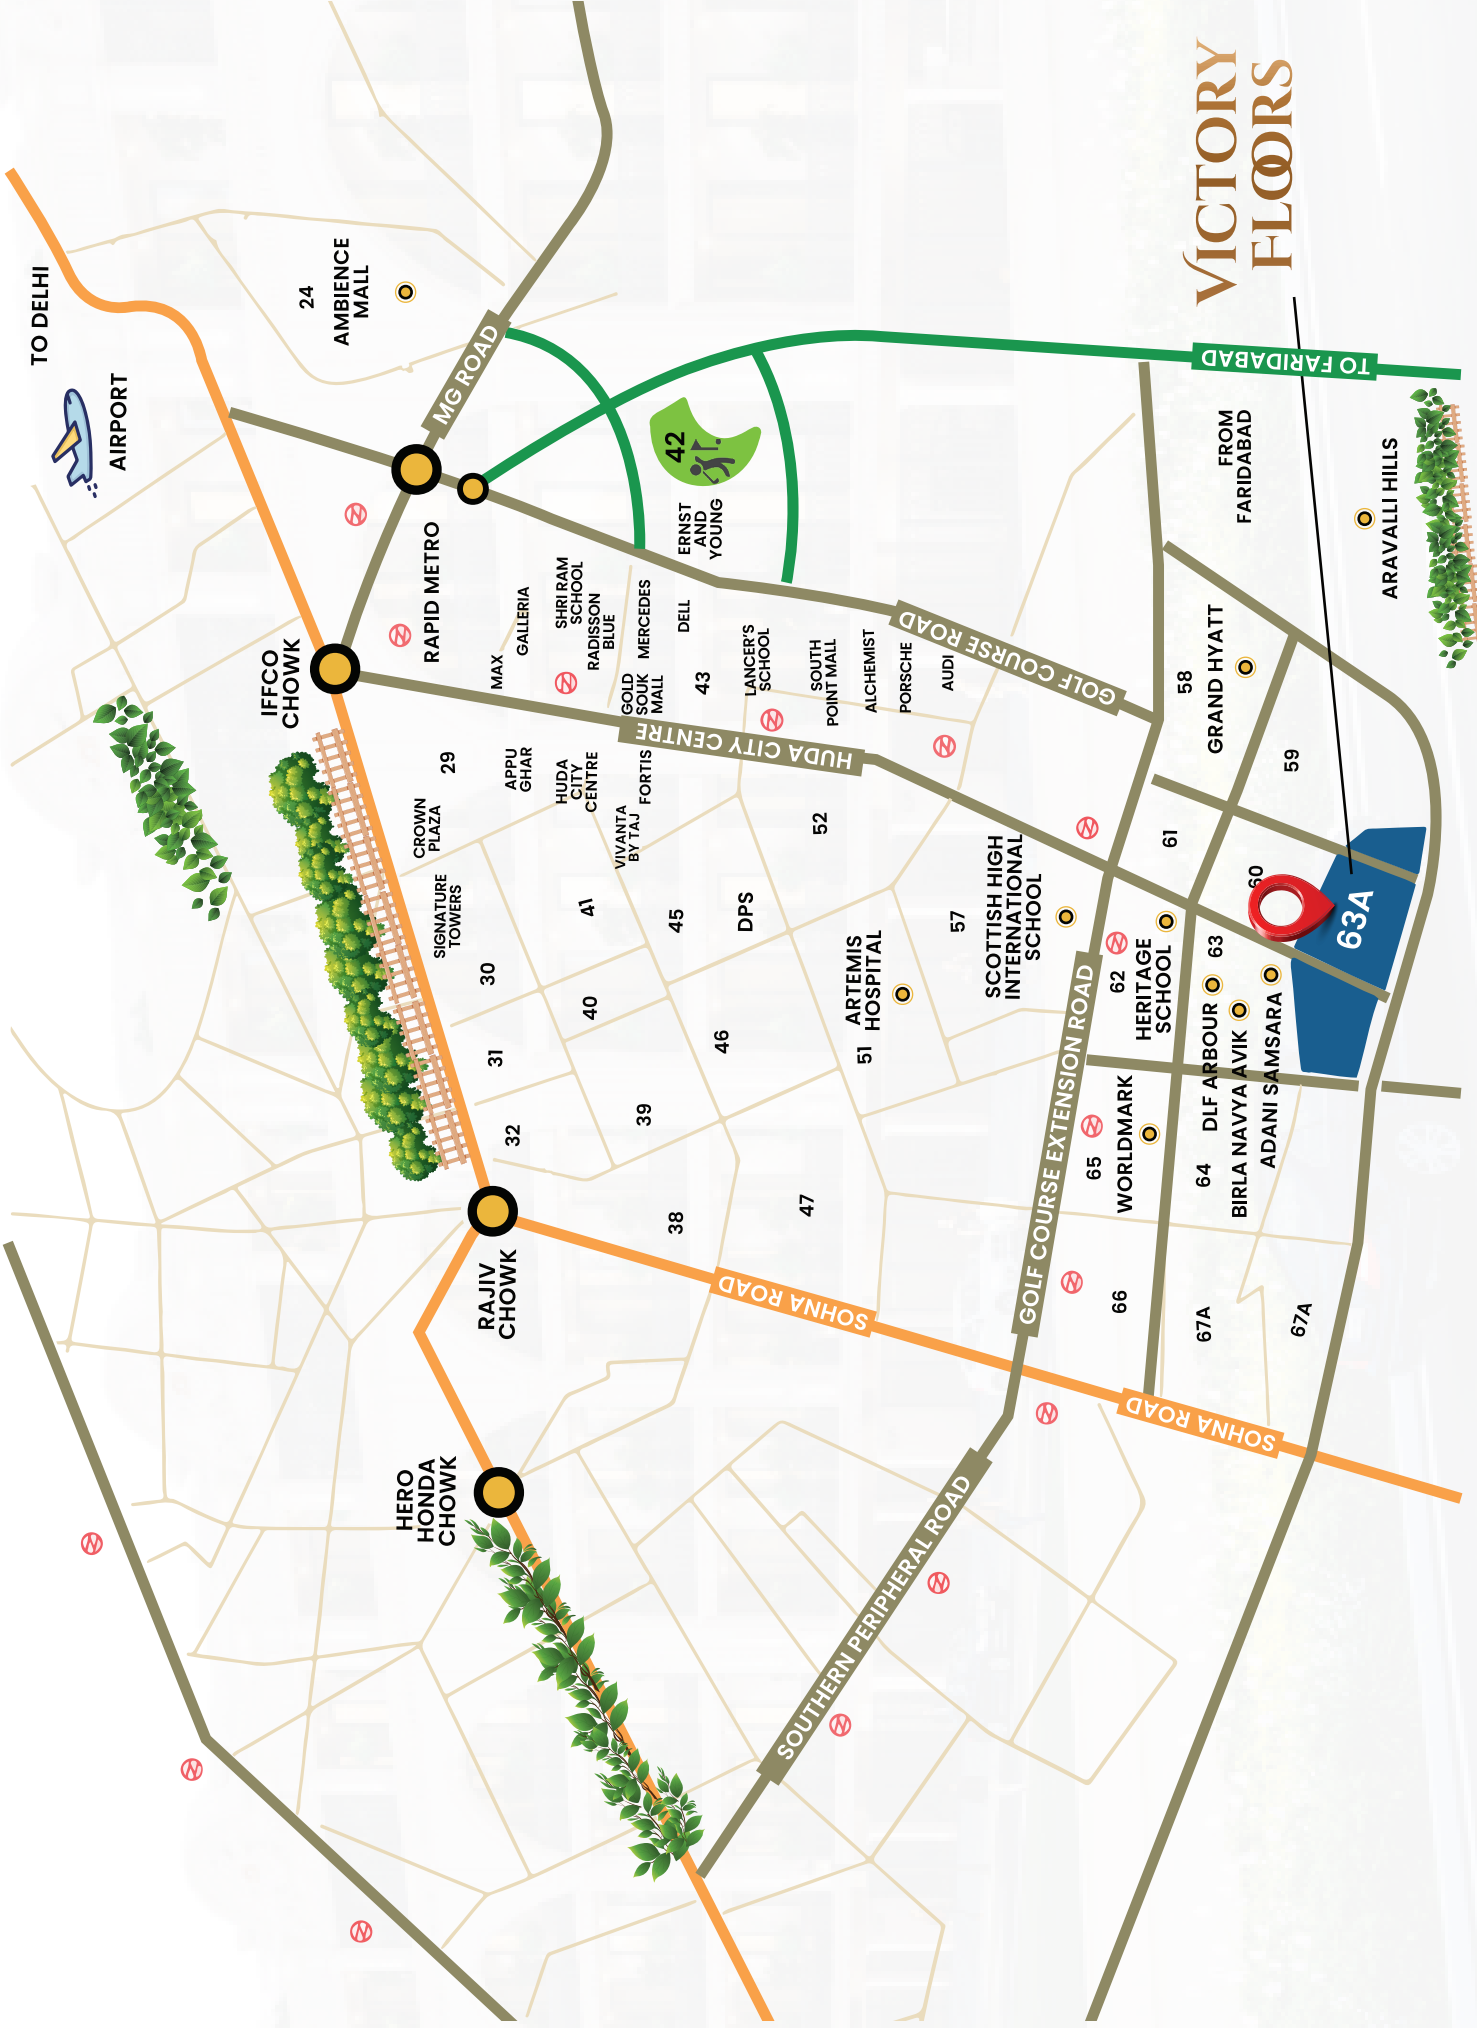 TO DELHI
AIRPORT
24
AMBIENCE
MALL
MG ROAD
IFFCO
CHOWK
RAPID METRO
GALLERIA
MAX
SHRI RAM
SCHOOL
RADISSON
BLUE
MERCEDES
GOLD
SOUK
MALL
DELL
43
ERNST
AND
YOUNG
42
LANCER'S
SCHOOL
SOUTH
POINT MALL
ALCHEMIST
PORSCHE
AUDI
GOLF COURSE ROAD
HUDA CITY CENTRE
TO FARIDABAD
FROM
FARIDABAD
ARAVALLI HILLS
VICTORY
FLOORS
29
APPU
GHAR
HUDA
CITY
CENTRE
FORTIS
CROWN
PLAZA
VIVANTA
BY TAJ
SIGNATURE
TOWERS
52
41
45
DPS
30
40
46
31
39
32
38
47
ARTEMIS
HOSPITAL
51
57
SCOTTISH HIGH
INTERNATIONAL
SCHOOL
58
GRAND HYATT
59
61
60
63A
63
62
HERITAGE
SCHOOL
DLF ARBOUR
BIRLA NAVYA AVIK
ADANI SAMSARA
64
65
WORLDMARK
66
67A
67A
GOLF COURSE EXTENSION ROAD
RAJIV
CHOWK
SOHNA ROAD
SOHNA ROAD
HERO
HONDA
CHOWK
SOUTHERN PERIPHERAL ROAD